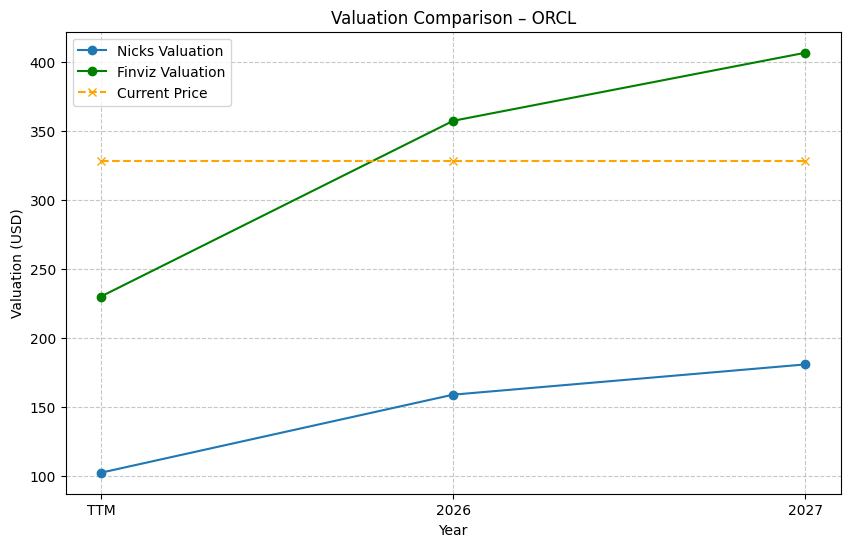 Valuation Comparison – ORCL
Nicks Valuation
Finviz Valuation
Current Price
Valuation (USD)
400
350
300
250
200
150
100
TTM 2026 2027
Year